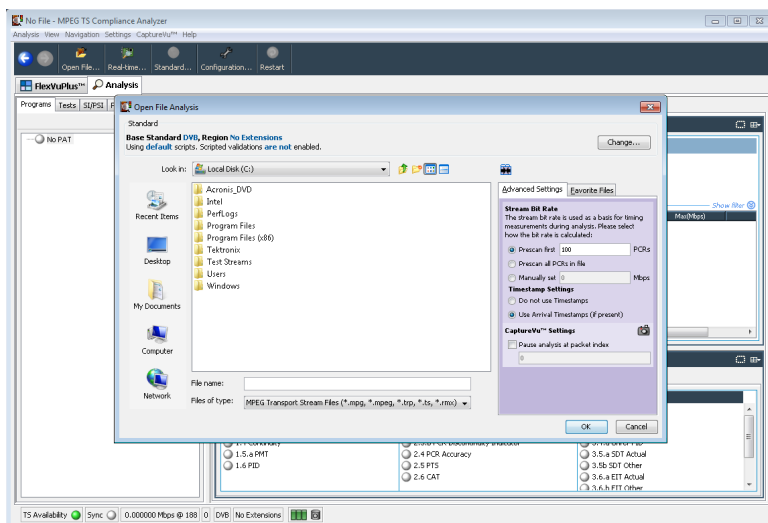 No File - MPEG TS Compliance Analyzer
Analysis View Navigation Settings CaptureVu™ Help
Open File... Real-time... Standard... Configuration... Restart
FlexVuPlus™ Analysis
Programs Tests SI/PSI
No PAT
Open File Analysis
Standard
Base Standard DVB, Region No Extensions
Using default scripts. Scripted validations are not enabled.
Change...
Look in: Local Disk (C:)
Recent Items
Desktop
My Documents
Computer
Network
Acronis_DVD
Intel
PerfLogs
Program Files
Program Files (x86)
Tektronix
Test Streams
Users
Windows
File name:
Files of type: MPEG Transport Stream Files (*.mpg, *.mpeg, *.trp, *.ts, *.rmx)
Advanced Settings Favorite Files
Stream Bit Rate
The stream bit rate is used as a basis for timing
measurements during analysis. Please select
how the bit rate is calculated:
Prescan first 100 PCRs
Prescan all PCRs in file
Manually set 0 Mbps
Timestamp Settings
Do not use Timestamps
Use Arrival Timestamps (if present)
CaptureVu™ Settings
Pause analysis at packet index
0
OK Cancel
Show filter
Max(Mbps)
1.5.a PMT
1.6 PID
2.4 PCR Accuracy
2.5 PTS
2.6 CAT
3.5.a SDT Actual
3.5b SDT Other
3.6.a EIT Actual
3.6.b EIT Other
TS Availability Sync 0.000000 Mbps @ 188 0 DVB No Extensions